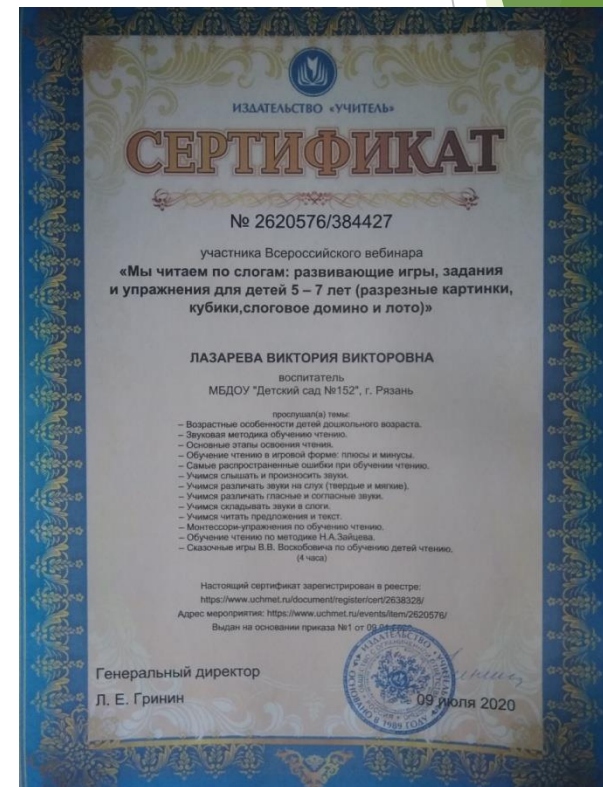 ИЗДАТЕЛЬСТВО «УЧИТЕЛЬ»
СЕРТИФИКАТ
№ 2620576/384427
участника Всероссийского вебинара
«Мы читаем по слогам: развивающие игры, задания
и упражнения для детей 5 – 7 лет (разрезные картинки,
кубики,слоговое домино и лото)»
ЛАЗАРЕВА ВИКТОРИЯ ВИКТОРОВНА
воспитатель
МБДОУ "Детский сад №152", г. Рязань
прослушал(а) темы:
– Возрастные особенности детей дошкольного возраста.
– Звуковая методика обучению чтению.
– Основные этапы освоения чтения.
– Обучение чтению в игровой форме: плюсы и минусы.
– Самые распространенные ошибки при обучении чтению.
– Учимся слышать и произносить звуки.
– Учимся различать звуки на слух (твердые и мягкие).
– Учимся различать гласные и согласные звуки.
– Учимся складывать звуки в слоги.
– Учимся читать предложения и текст.
– Монтессори-упражнения по обучению чтению.
– Обучение чтению по методике Н.А.Зайцева.
– Сказочные игры В.В. Воскобовича по обучению детей чтению.
(4 часа)
Настоящий сертификат зарегистрирован в реестре:
https://www.uchmet.ru/document/register/cert/2638328/
Адрес мероприятия: https://www.uchmet.ru/events/item/2620576/
Выдан на основании приказа №1 от
Генеральный директор
Л. Е. Гринин
09 июля 2020